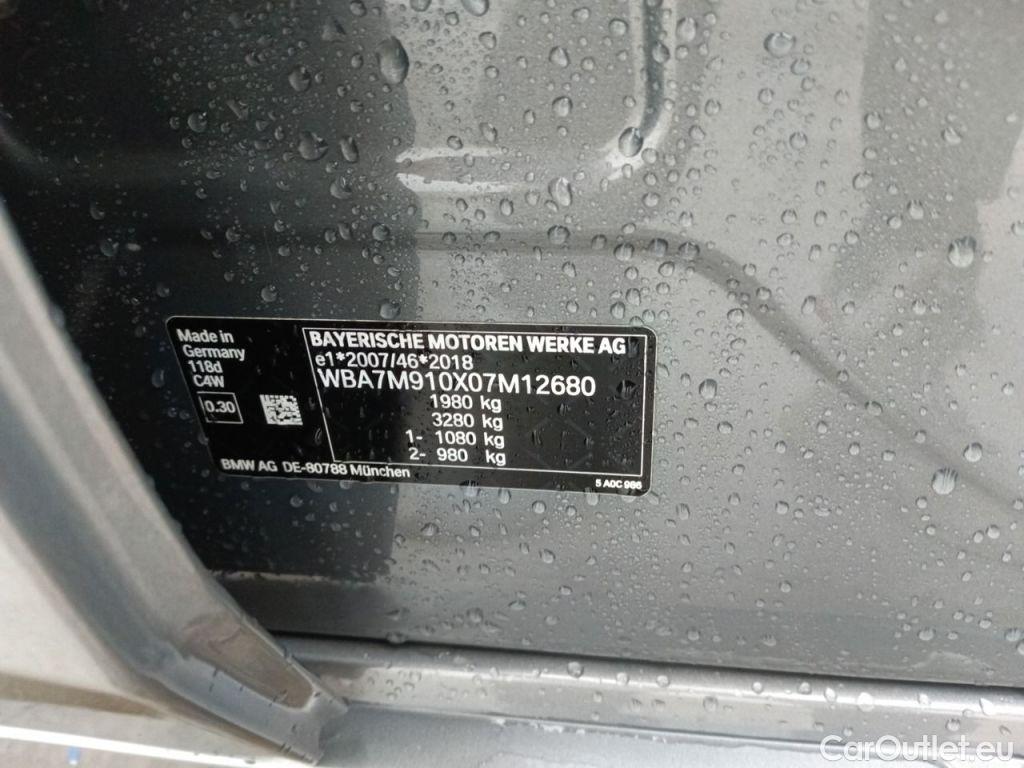 Made in
Germany
118d
C4W
0.30
BAYERISCHE MOTOREN WERKE AG
e1*2007/46*2018
WBA7M910X07M12680
1980 kg
3280 kg
1- 1080 kg
2- 980 kg
BMW AG DE-80788 München
5 A0C 986
CarOutlet.eu